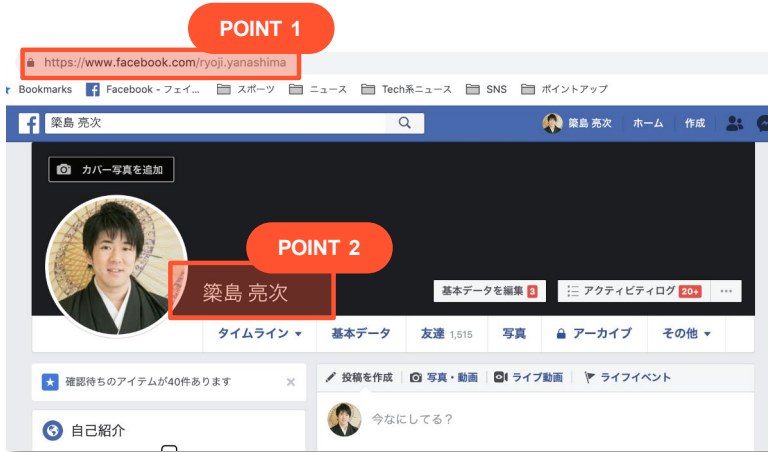 POINT 1
https://www.facebook.com/ryoji.yanashima
Bookmarks Facebook - フェイ... スポーツ ニュース Tech系ニュース SNS ポイントアップ
f 簗島 亮次 簗島 亮次 ホーム 作成
カバー写真を追加
POINT 2
簗島 亮次
基本データを編集 3 アクティビティログ 20+ ...
タイムライン 基本データ 友達 1,515 写真 アーカイブ その他
確認待ちのアイテムが40件あります ×
投稿を作成 写真・動画 ライブ動画 ライフイベント
自己紹介
今なにしてる？